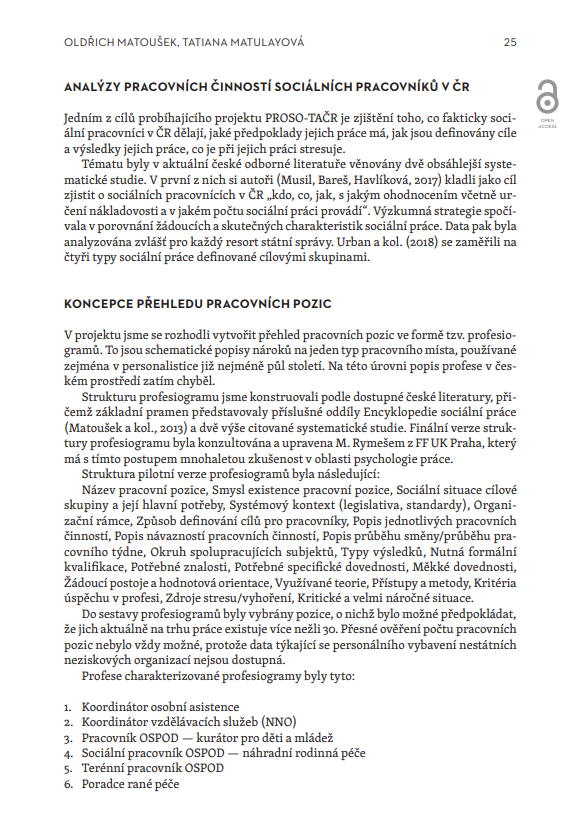 OLDŘICH MATOUŠEK, TATIANA MATULAYOVÁ 25
ANALÝZY PRACOVNÍCH ČINNOSTÍ SOCIÁLNÍCH PRACOVNÍKŮ V ČR
OPEN
ACCESS
Jedním z cílů probíhajícího projektu PROSO-TAČR je zjištění toho, co fakticky soci-
ální pracovníci v ČR dělají, jaké předpoklady jejich práce má, jak jsou definovány cíle
a výsledky jejich práce, co je při jejich práci stresuje.
Tématu byly v aktuální české odborné literatuře věnovány dvě obsáhlejší syste-
matické studie. V první z nich si autoři (Musil, Bareš, Havlíková, 2017) kladli jako cíl
zjistit o sociálních pracovnících v ČR „kdo, co, jak, s jakým ohodnocením včetně ur-
čení nákladovosti a v jakém počtu sociální práci provádí“. Výzkumná strategie spočí-
vala v porovnání žádoucích a skutečných charakteristik sociální práce. Data pak byla
analyzována zvlášť pro každý resort státní správy. Urban a kol. (2018) se zaměřili na
čtyři typy sociální práce definované cílovými skupinami.
KONCEPCE PŘEHLEDU PRACOVNÍCH POZIC
V projektu jsme se rozhodli vytvořit přehled pracovních pozic ve formě tzv. profesio-
gramů. To jsou schematické popisy nároků na jeden typ pracovního místa, používané
zejména v personalistice již nejméně půl století. Na této úrovni popis profese v čes-
kém prostředí zatím chyběl.
Strukturu profesiogramu jsme konstruovali podle dostupné české literatury, při-
čemž základní pramen představovaly příslušné oddíly Encyklopedie sociální práce
(Matoušek a kol., 2013) a dvě výše citované systematické studie. Finální verze struk-
tury profesiogramu byla konzultována a upravena M. Rymešem z FF UK Praha, který
má s tímto postupem mnohaletou zkušenost v oblasti psychologie práce.
Struktura pilotní verze profesiogramů byla následující:
Název pracovní pozice, Smysl existence pracovní pozice, Sociální situace cílové
skupiny a její hlavní potřeby, Systémový kontext (legislativa, standardy), Organi-
zační rámce, Způsob definování cílů pro pracovníky, Popis jednotlivých pracovních
činností, Popis návazností pracovních činností, Popis průběhu směny/průběhu pra-
covního týdne, Okruh spolupracujících subjektů, Typy výsledků, Nutná formální
kvalifikace, Potřebné znalosti, Potřebné specifické dovednosti, Měkké dovednosti,
Žádoucí postoje a hodnotová orientace, Využívané teorie, Přístupy a metody, Kritéria
úspěchu v profesi, Zdroje stresu/vyhoření, Kritické a velmi náročné situace.
Do sestavy profesiogramů byly vybrány pozice, o nichž bylo možné předpokládat,
že jich aktuálně na trhu práce existuje více nežli 30. Přesné ověření počtu pracovních
pozic nebylo vždy možné, protože data týkající se personálního vybavení nestátních
neziskových organizací nejsou dostupná.
Profese charakterizované profesiogramy byly tyto:
1. Koordinátor osobní asistence
2. Koordinátor vzdělávacích služeb (NNO)
3. Pracovník OSPOD — kurátor pro děti a mládež
4. Sociální pracovník OSPOD — náhradní rodinná péče
5. Terénní pracovník OSPOD
6. Poradce rané péče